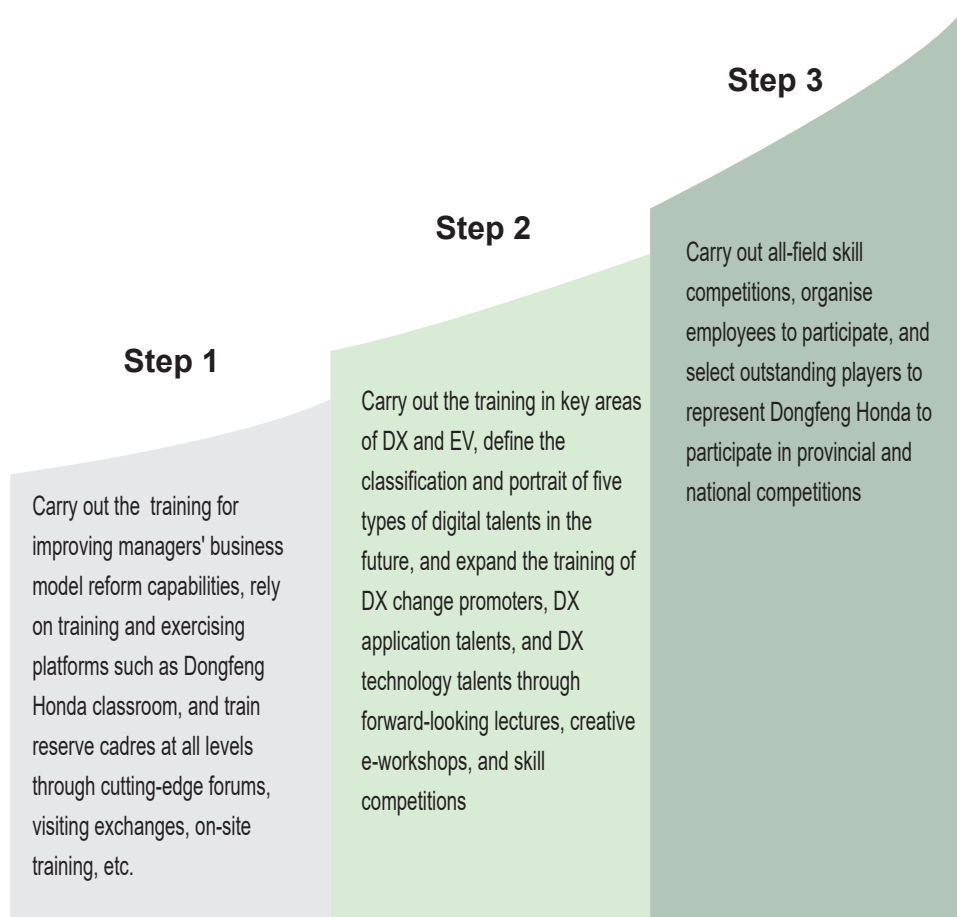 Step 1
Carry out the  training for
improving managers' business
model reform capabilities, rely
on training and exercising
platforms such as Dongfeng
Honda classroom, and train
reserve cadres at all levels
through cutting-edge forums,
visiting exchanges, on-site
training, etc.
Step 2
Carry out the training in key areas
of DX and EV, define the
classification and portrait of five
types of digital talents in the
future, and expand the training of
DX change promoters, DX
application talents, and DX
technology talents through
forward-looking lectures, creative
e-workshops, and skill
competitions
Step 3
Carry out all-field skill
competitions, organise
employees to participate, and
select outstanding players to
represent Dongfeng Honda to
participate in provincial and
national competitions